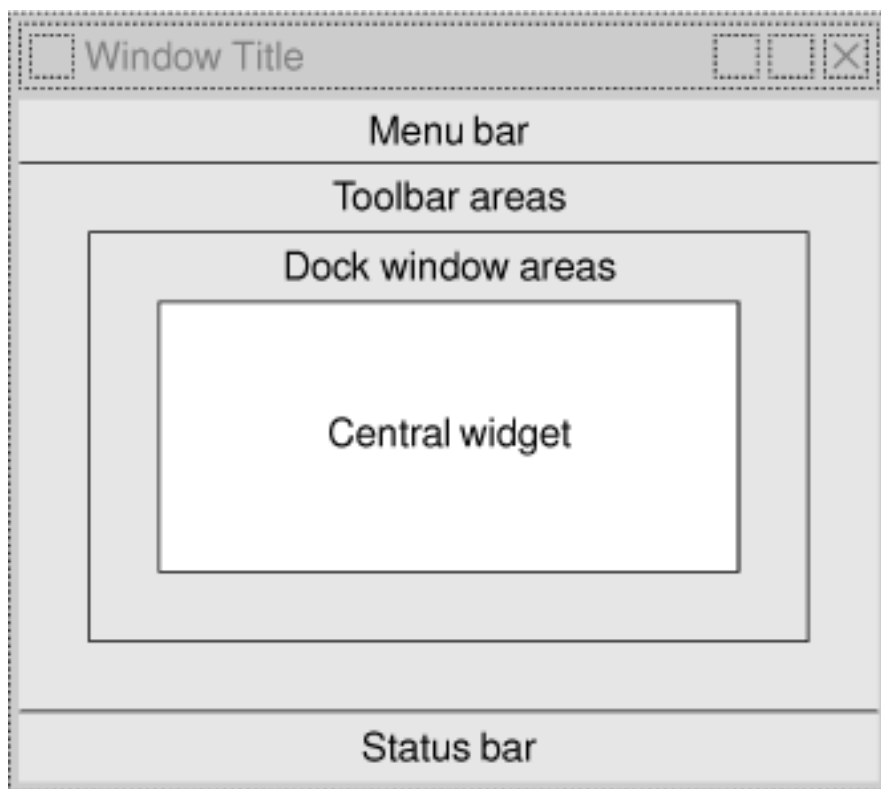 Window Title
Menu bar
Toolbar areas
Dock window areas
Central widget
Status bar